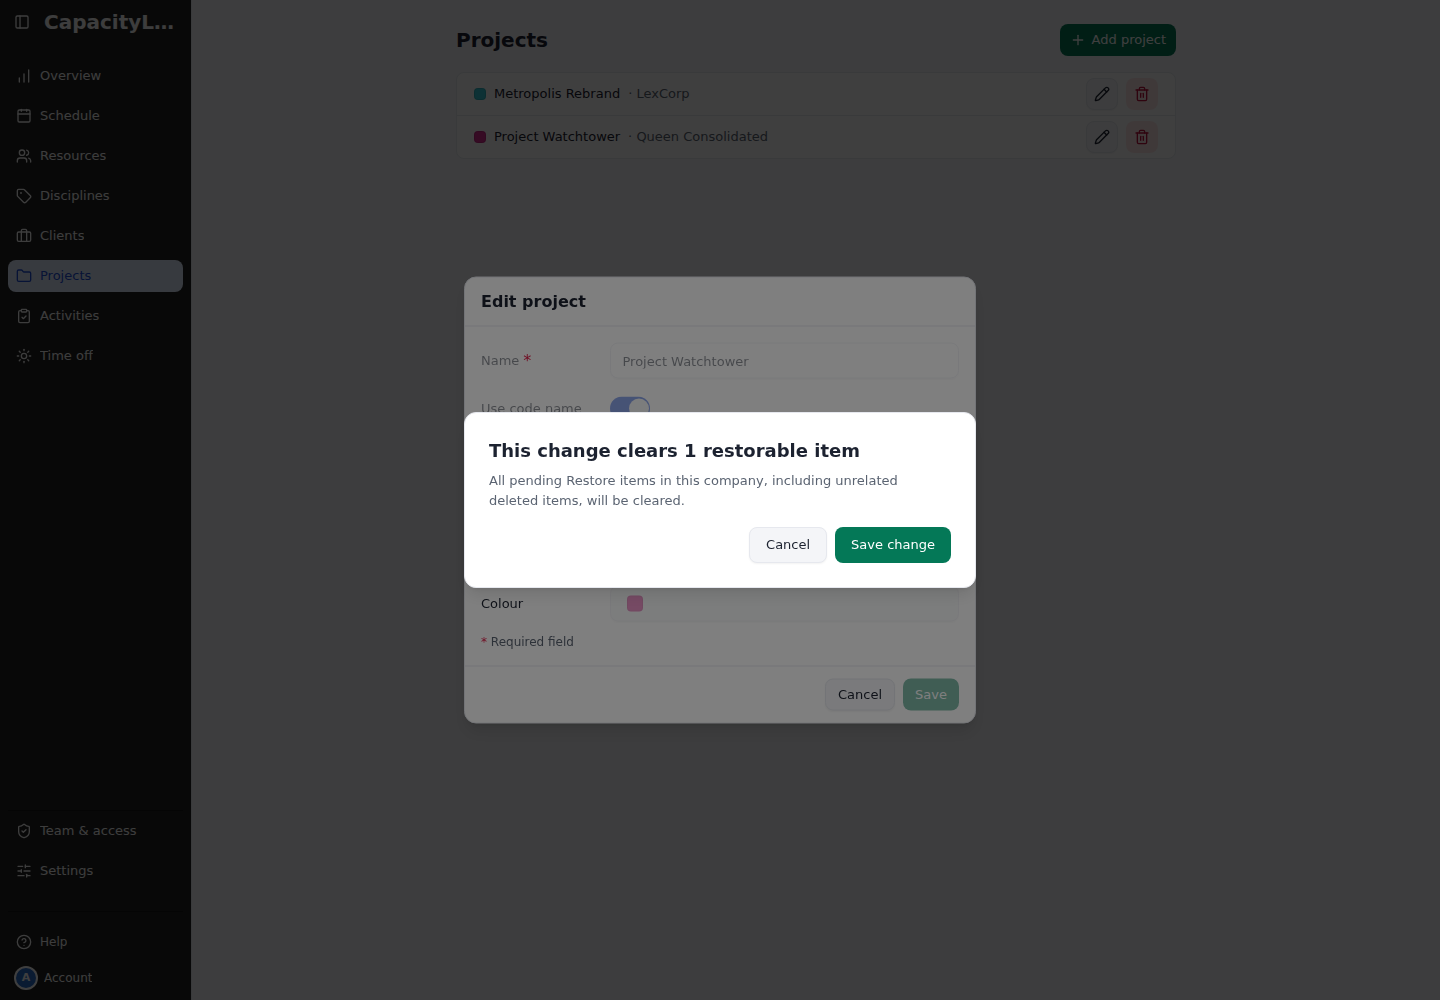 CapacityL...
Overview
Schedule
Resources
Disciplines
Clients
Projects
Activities
Time off
Team & access
Settings
Help
A Account
Projects
Add project
Metropolis Rebrand · LexCorp
Project Watchtower · Queen Consolidated
Edit project
Name *
Project Watchtower
Use code name
This change clears 1 restorable item
All pending Restore items in this company, including unrelated
deleted items, will be cleared.
Cancel
Save change
Colour
* Required field
Cancel
Save